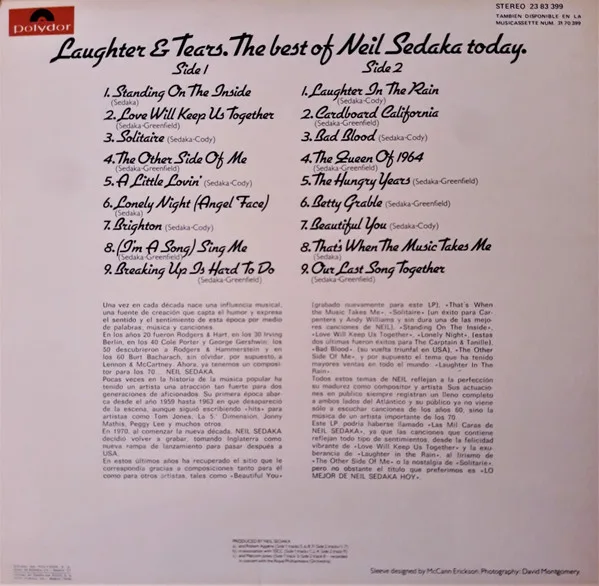 polydor
STEREO 23 83 399
TAMBIEN DISPONIBLE EN LA
MUSICASSETTE NUM. 31 70 399
Laughter & Tears. The best of Neil Sedaka today.
Side 1
1. Standing On The Inside
(Sedaka)
2. Love Will Keep Us Together
(Sedaka-Greenfield)
3. Solitaire (Sedaka-Cody)
4. The Other Side Of Me
(Sedaka-Greenfield)
5. A Little Lovin' (Sedaka-Cody)
6. Lonely Night (Angel Face)
(Sedaka)
7. Brighton (Sedaka-Cody)
8. (I'm A Song) Sing Me
(Sedaka-Greenfield)
9. Breaking Up Is Hard To Do
(Sedaka-Greenfield)
Side 2
1. Laughter In The Rain
(Sedaka-Cody)
2. Cardboard California
(Sedaka-Greenfield)
3. Bad Blood (Sedaka-Cody)
4. The Queen Of 1964
(Sedaka-Greenfield)
5. The Hungry Years (Sedaka-Greenfield)
6. Betty Grable (Sedaka-Greenfield)
7. Beautiful You (Sedaka-Cody)
8. That's When The Music Takes Me
(Sedaka)
9. Our Last Song Together
(Sedaka-Greenfield)
Una vez en cada década nace una influencia musical,
una fuente de creación que capta el humor y expresa
el sentido y el sentimiento de esta época por medio
de palabras, música y canciones.
En los años 20 fueron Rodgers & Hart, en los 30 Irving
Berlin, en los 40 Cole Porter y George Gershwin; los
50 descubrieron a Rodgers & Hammerstein y en
los 60 Burt Bacharach, sin olvidar, por supuesto, a
Lennon & McCartney. Ahora, ya tenemos un composi-
tor para los 70... NEIL SEDAKA.
Pocas veces en la historia de la música popular ha
tenido un artista una atracción tan fuerte para dos
generaciones de aficionados. Su primera época abar-
ca desde el año 1950 hasta 1963 en que desapareció
de la escena, aunque siguió escribiendo «hits» para
artistas como Tom Jones, La 5.ª Dimension, Jonny
Mathis, Peggy Lee y muchos otros.
En 1970, al comenzar la nueva década, NEIL SEDAKA
decidió volver a grabar, tomando Inglaterra como
nueva rampa de lanzamiento para pasar después a
USA.
En estos últimos años ha recuperado el sitio que le
correspondía gracias a composiciones tanto para él
como para otros artistas, tales como «Beautiful You»
(grabado nuevamente para este LP), «That's When
the Music Takes Me», «Solitaire» (un éxito para Car-
penters y Andy Williams y sin duda una de las mejo-
res canciones de NEIL), «Standing On The Inside»,
«Love Will Keep Us Together», «Lonely Night», (estas
dos últimas fueron éxitos para The Carptain & Tanille),
«Bad Blood» (su vuelta triunfal en USA), «The Other
Side Of Me» y por supuesto el tema que ha tenido
mayores ventas en todo el mundo: «Laughter In The
Rain».
Todos estos temas de NEIL, reflejan a la perfección
su madurez como compositor y artista. Sus actuacio-
nes en publico siempre registran un lleno completo
a ambos lados del Atlántico y su público ya no viene
sólo a escuchar canciones de los años 60, sino la
música de un artista importante de los 70.
Este LP podría haberse llamado «Las Mil Caras de
NEIL SEDAKA», ya que las canciones que contiene
reflejan todo tipo de sentimientos, desde la felicidad
vibrante de «Love Will Keep Us Together» y la exu-
berancia de «Laughter in the Rain», al lirismo de
«The Other Side Of Me» o la nostalgia de «Solitaire»,
pero no obstante el título que preferimos es «LO
MEJOR DE NEIL SEDAKA HOY».
PRODUCED BY NEIL SEDAKA
Sleeve designed by McCann Erickson; Photography: David Montgomery.